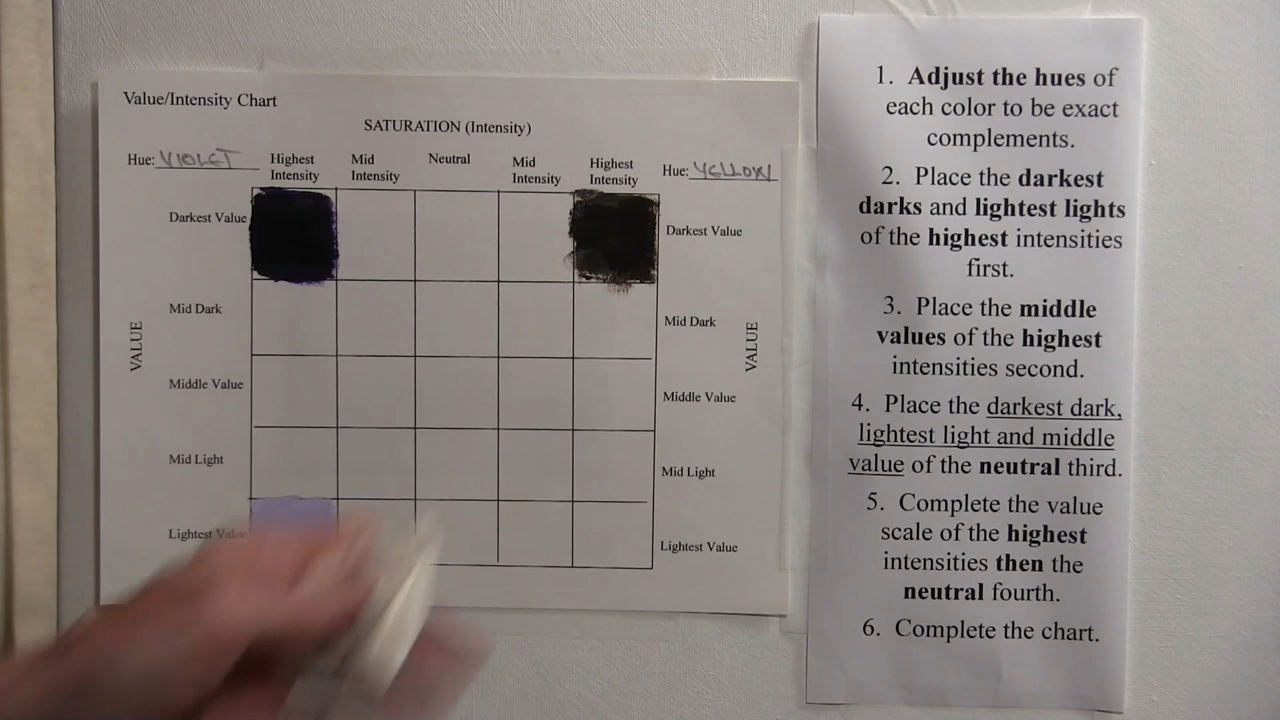 Value/Intensity Chart
SATURATION (Intensity)
Hue: VIOLET
Highest Intensity
Mid Intensity
Neutral
Mid Intensity
Highest Intensity
Hue: YELLOW
Darkest Value
Darkest Value
Mid Dark
Mid Dark
VALUE
VALUE
Middle Value
Middle Value
Mid Light
Mid Light
Lightest Value
Lightest Value
1. Adjust the hues of
each color to be exact
complements.
2. Place the darkest
darks and lightest lights
of the highest intensities
first.
3. Place the middle
values of the highest
intensities second.
4. Place the darkest dark,
lightest light and middle
value of the neutral third.
5. Complete the value
scale of the highest
intensities then the
neutral fourth.
6. Complete the chart.